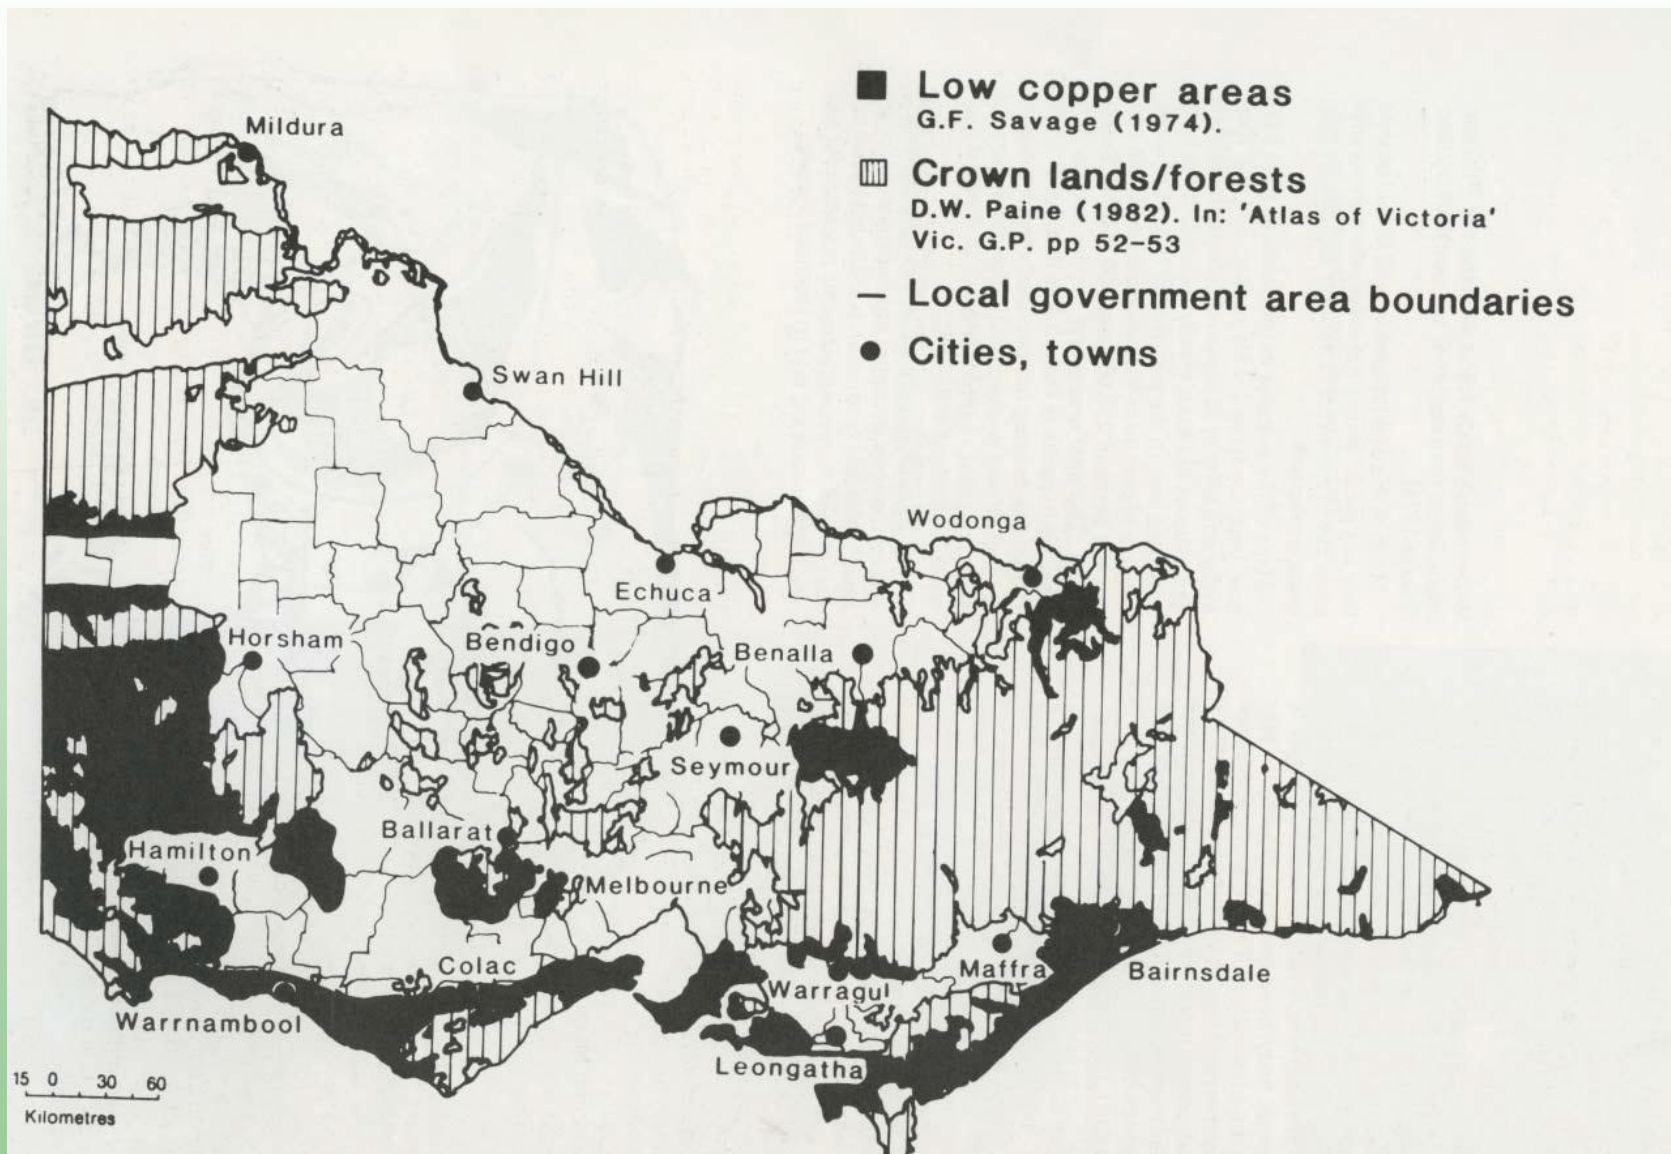 Low copper areas
G.F. Savage (1974).
Crown lands/forests
D.W. Paine (1982). In: 'Atlas of Victoria'
Vic. G.P. pp 52-53
Local government area boundaries
Cities, towns
Mildura
Swan Hill
Wodonga
Echuca
Horsham
Bendigo
Benalla
Seymour
Ballarat
Hamilton
Melbourne
Colac
Maffra
Bairnsdale
Warragul
Warrnambool
Leongatha
15 0 30 60
Kilometres